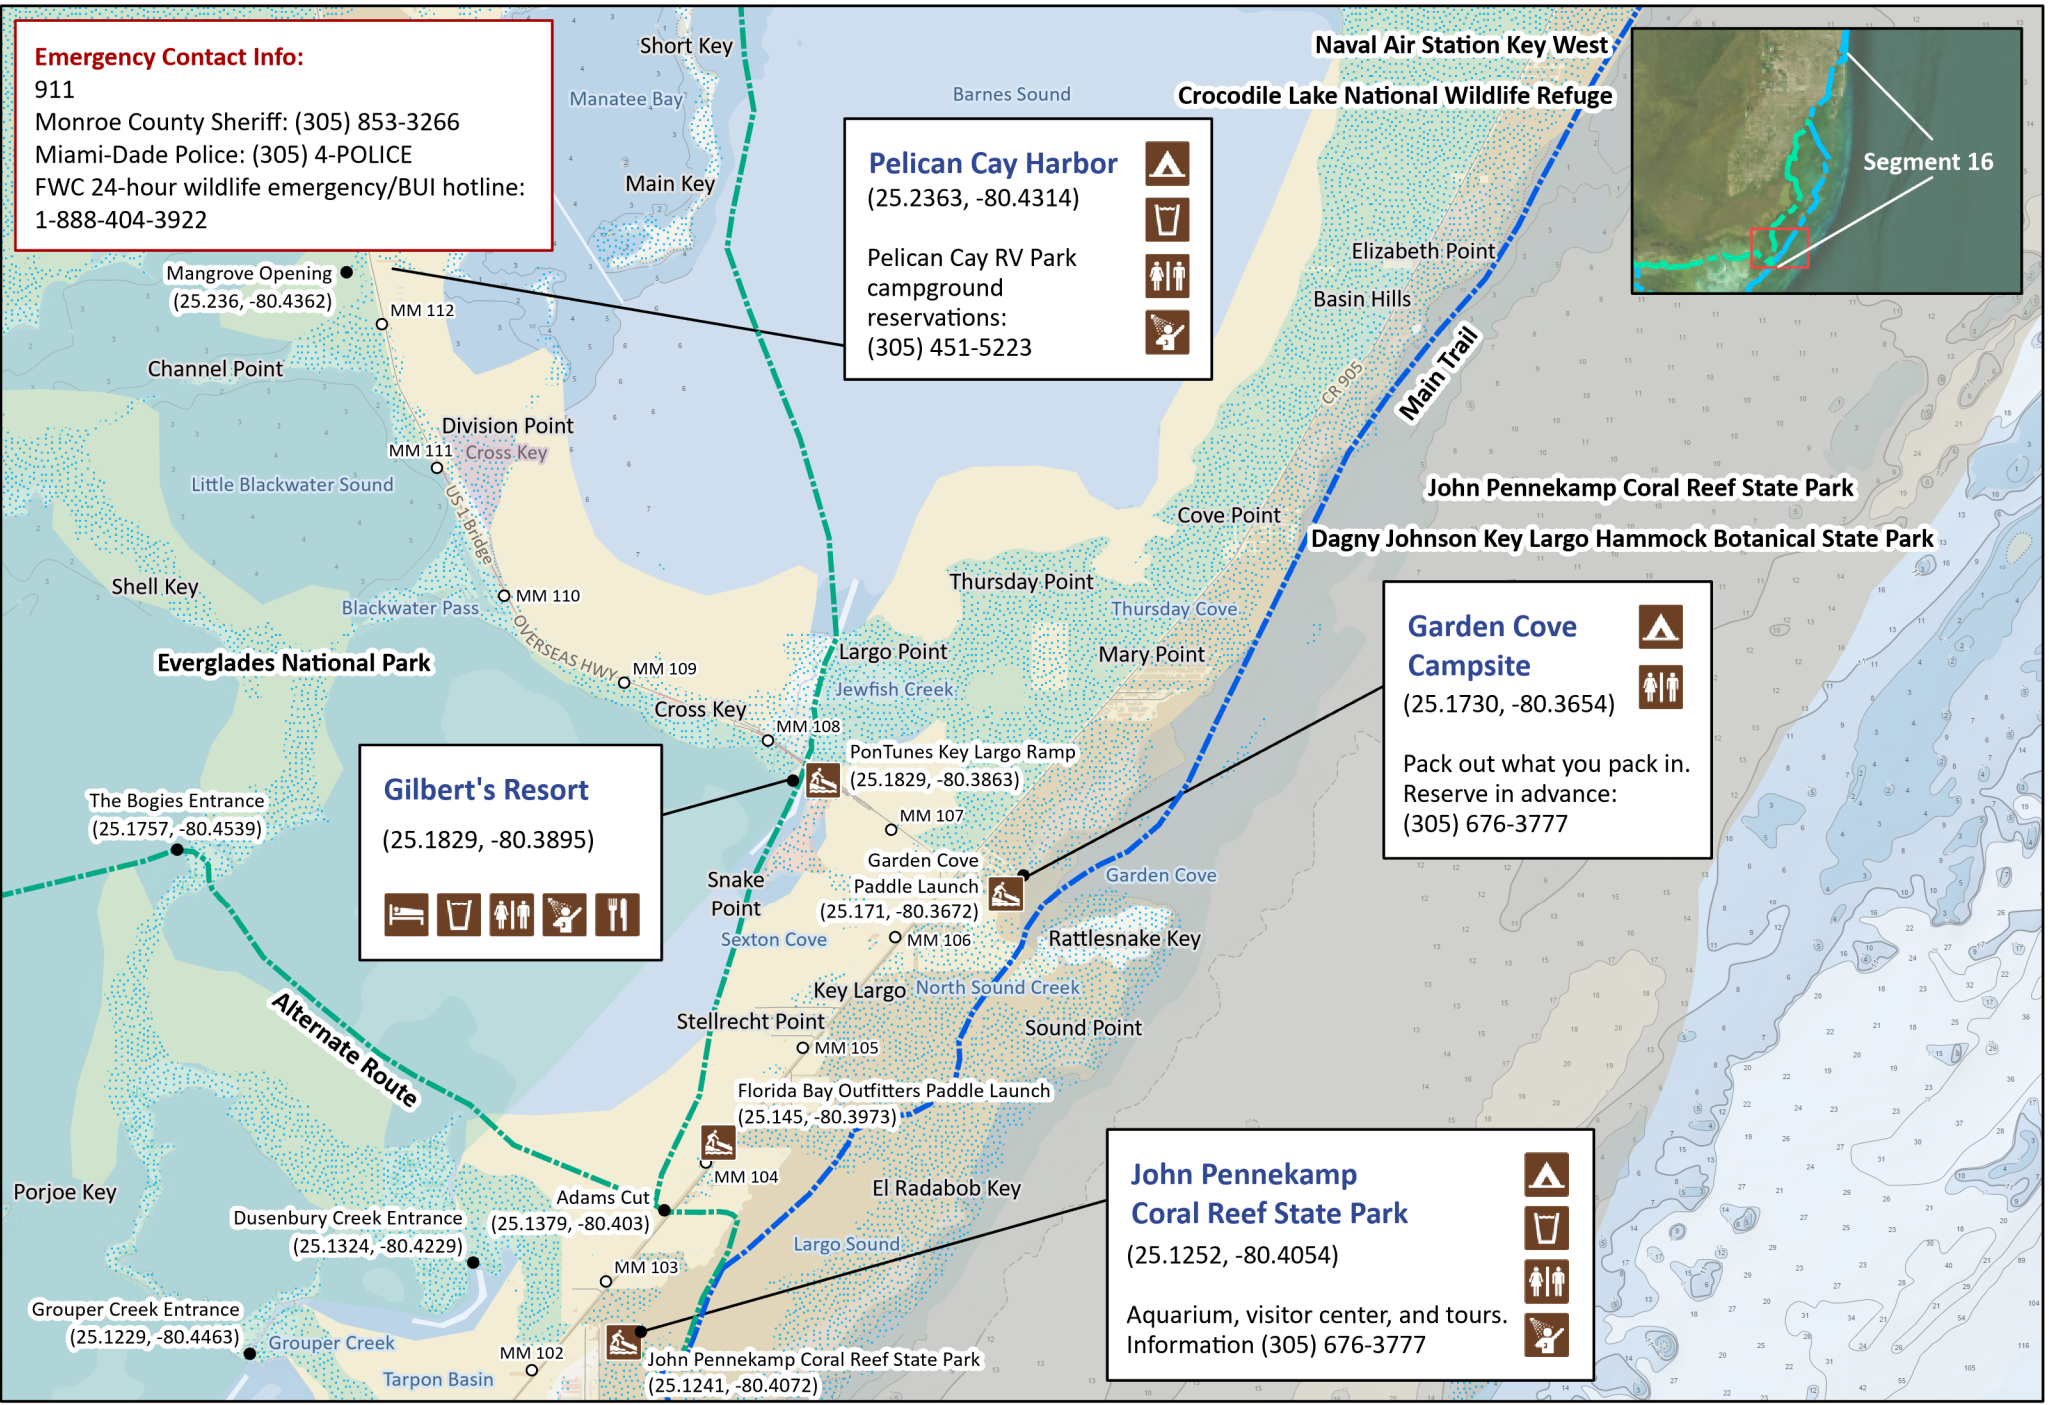 Emergency Contact Info:
911
Monroe County Sheriff: (305) 853-3266
Miami-Dade Police: (305) 4-POLICE
FWC 24-hour wildlife emergency/BUI hotline:
1-888-404-3922
Short Key
Manatee Bay
Main Key
Barnes Sound
Naval Air Station Key West
Crocodile Lake National Wildlife Refuge
Segment 16
Pelican Cay Harbor
(25.2363, -80.4314)
Pelican Cay RV Park
campground
reservations:
(305) 451-5223
Mangrove Opening
(25.236, -80.4362)
MM 112
Channel Point
Elizabeth Point
Basin Hills
Main Trail
CR 905
Division Point
MM 111
Cross Key
Little Blackwater Sound
US 1 Bridge
John Pennekamp Coral Reef State Park
Cove Point
Dagny Johnson Key Largo Hammock Botanical State Park
Shell Key
Blackwater Pass
MM 110
OVERSEAS HWY
Thursday Point
Thursday Cove
Everglades National Park
MM 109
Largo Point
Mary Point
Jewfish Creek
Cross Key
MM 108
Garden Cove
Campsite
(25.1730, -80.3654)
Pack out what you pack in.
Reserve in advance:
(305) 676-3777
Gilbert's Resort
(25.1829, -80.3895)
PonTunes Key Largo Ramp
(25.1829, -80.3863)
The Bogies Entrance
(25.1757, -80.4539)
MM 107
Garden Cove
Paddle Launch
(25.171, -80.3672)
Garden Cove
Snake
Point
Sexton Cove
MM 106
Rattlesnake Key
Key Largo
North Sound Creek
Stellrecht Point
Sound Point
MM 105
Alternate Route
Florida Bay Outfitters Paddle Launch
(25.145, -80.3973)
MM 104
Porjoe Key
Adams Cut
(25.1379, -80.403)
El Radabob Key
Dusenbury Creek Entrance
(25.1324, -80.4229)
Largo Sound
MM 103
John Pennekamp
Coral Reef State Park
(25.1252, -80.4054)
Aquarium, visitor center, and tours.
Information (305) 676-3777
Grouper Creek Entrance
(25.1229, -80.4463)
Grouper Creek
MM 102
Tarpon Basin
John Pennekamp Coral Reef State Park
(25.1241, -80.4072)